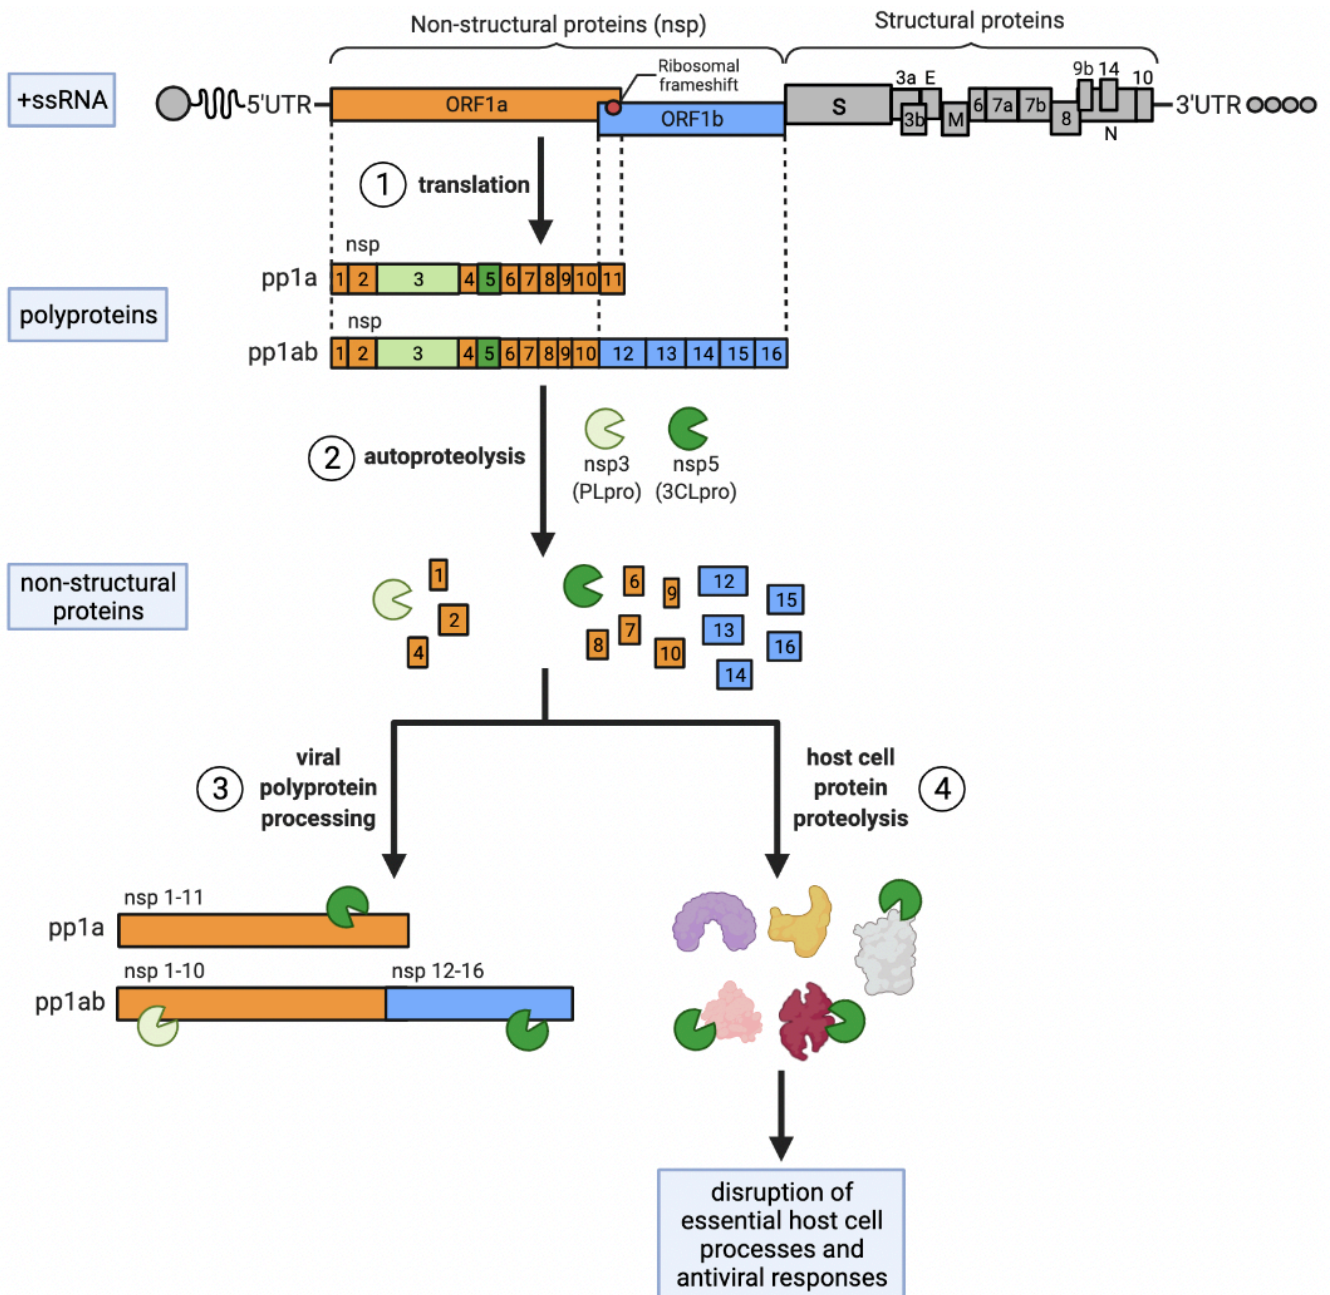 Non-structural proteins (nsp)
Structural proteins
Ribosomal
frameshift
+ssRNA
5'UTR
ORF1a
ORF1b
S
3a
E
3b
M
6
7a
7b
8
9b
14
N
10
3'UTR
1
translation
nsp
pp1a
1 2 3 4 5 6 7 8 9 10 11
polyproteins
nsp
pp1ab
1 2 3 4 5 6 7 8 9 10 12 13 14 15 16
2
autoproteolysis
nsp3
(PLpro)
nsp5
(3CLpro)
non-structural
proteins
1
2
4
6
9
7
8
10
12
13
14
15
16
3
viral
polyprotein
processing
host cell
protein
proteolysis
4
nsp 1-11
pp1a
nsp 1-10
nsp 12-16
pp1ab
disruption of
essential host cell
processes and
antiviral responses